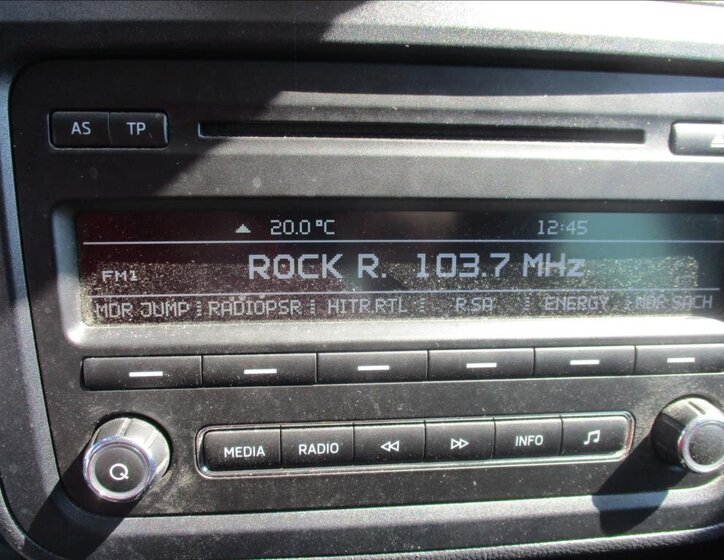 AS TP
20.0 °C 12:45
FM1 ROCK R. 103.7 MHz
MDR JUMP RADIOPSR HITR.RTL R.SA ENERGY MDR SACH
MEDIA RADIO INFO